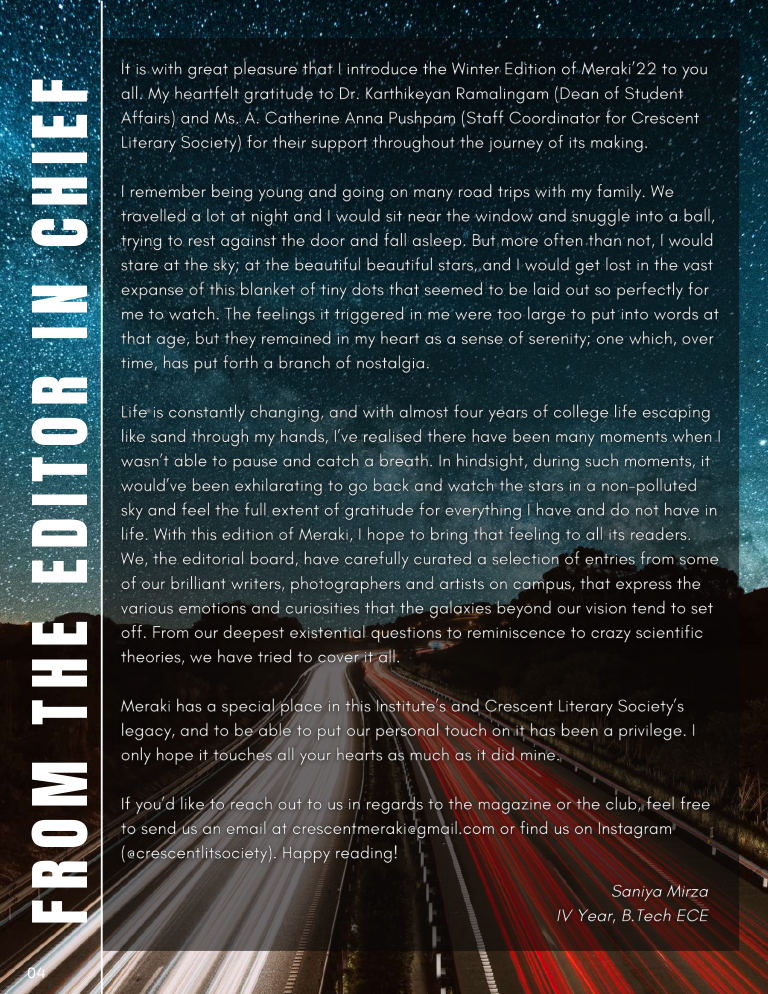 FROM THE EDITOR IN CHIEF
It is with great pleasure that I introduce the Winter Edition of Meraki'22 to you
all. My heartfelt gratitude to Dr. Karthikeyan Ramalingam (Dean of Student
Affairs) and Ms. A. Catherine Anna Pushpam (Staff Coordinator for Crescent
Literary Society) for their support throughout the journey of its making.
I remember being young and going on many road trips with my family. We
travelled a lot at night and I would sit near the window and snuggle into a ball,
trying to rest against the door and fall asleep. But more often than not, I would
stare at the sky; at the beautiful beautiful stars, and I would get lost in the vast
expanse of this blanket of tiny dots that seemed to be laid out so perfectly for
me to watch. The feelings it triggered in me were too large to put into words at
that age, but they remained in my heart as a sense of serenity; one which, over
time, has put forth a branch of nostalgia.
Life is constantly changing, and with almost four years of college life escaping
like sand through my hands, I've realised there have been many moments when I
wasn't able to pause and catch a breath. In hindsight, during such moments, it
would've been exhilarating to go back and watch the stars in a non-polluted
sky and feel the full extent of gratitude for everything I have and do not have in
life. With this edition of Meraki, I hope to bring that feeling to all its readers.
We, the editorial board, have carefully curated a selection of entries from some
of our brilliant writers, photographers and artists on campus, that express the
various emotions and curiosities that the galaxies beyond our vision tend to set
off. From our deepest existential questions to reminiscence to crazy scientific
theories, we have tried to cover it all.
Meraki has a special place in this Institute's and Crescent Literary Society's
legacy, and to be able to put our personal touch on it has been a privilege. I
only hope it touches all your hearts as much as it did mine.
If you'd like to reach out to us in regards to the magazine or the club, feel free
to send us an email at crescentmeraki@gmail.com or find us on Instagram
(@crescentlitsociety). Happy reading!
Saniya Mirza
IV Year, B.Tech ECE
04